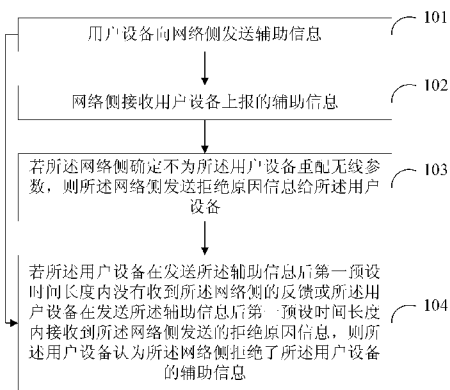 用户设备向网络侧发送辅助信息
101
网络侧接收用户设备上报的辅助信息
102
若所述网络侧确定不为所述用户设备重配无线参
数，则所述网络侧发送拒绝原因信息给所述用户
设备
103
若所述用户设备在发送所述辅助信息后第一预设
时间长度内没有收到所述网络侧的反馈或所述用
户设备在发送所述辅助信息后第一预设时间长度
内接收到所述网络侧发送的拒绝原因信息，则所
述用户设备认为所述网络侧拒绝了所述用户设备
的辅助信息
104